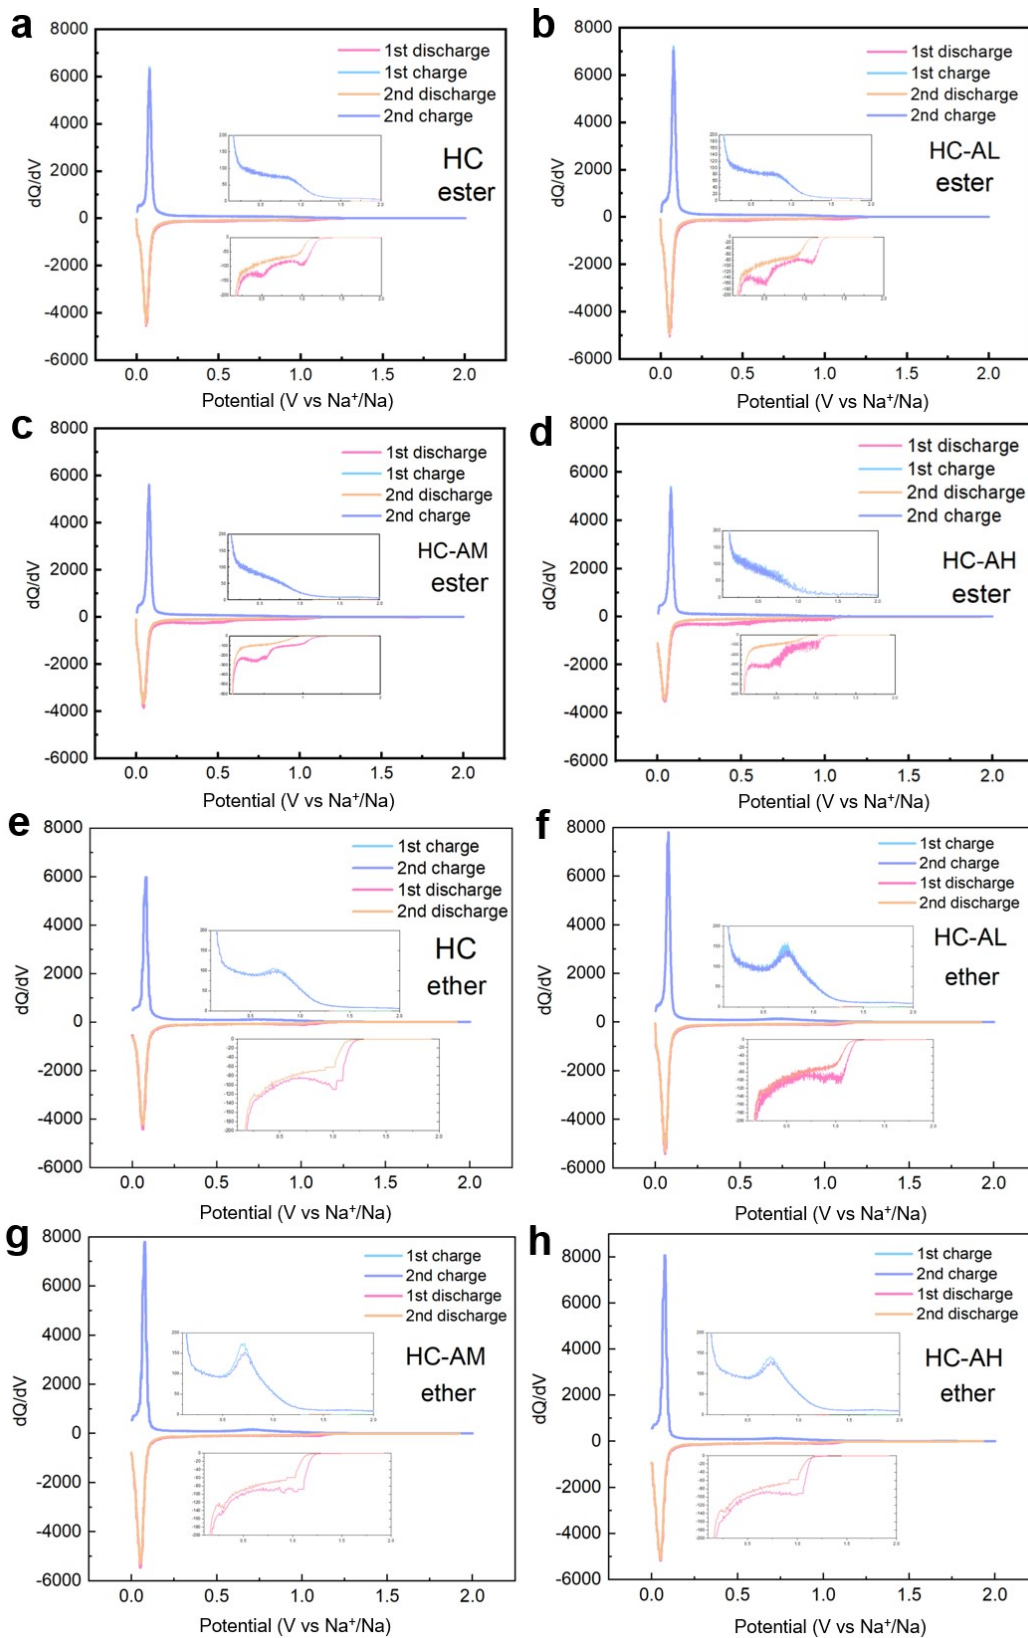 a
8000
6000
4000
2000
0
-2000
-4000
-6000
dQ/dV
1st discharge
1st charge
2nd discharge
2nd charge
HC
ester
0.0 0.5 1.0 1.5 2.0
Potential (V vs Na⁺/Na)
b
8000
6000
4000
2000
0
-2000
-4000
-6000
dQ/dV
1st discharge
1st charge
2nd discharge
2nd charge
HC-AL
ester
0.0 0.5 1.0 1.5 2.0
Potential (V vs Na⁺/Na)
c
8000
6000
4000
2000
0
-2000
-4000
-6000
dQ/dV
1st discharge
1st charge
2nd discharge
2nd charge
HC-AM
ester
0.0 0.5 1.0 1.5 2.0
Potential (V vs Na⁺/Na)
d
8000
6000
4000
2000
0
-2000
-4000
-6000
dQ/dV
1st discharge
1st charge
2nd discharge
2nd charge
HC-AH
ester
0.0 0.5 1.0 1.5 2.0
Potential (V vs Na⁺/Na)
e
8000
6000
4000
2000
0
-2000
-4000
-6000
dQ/dV
1st charge
2nd charge
1st discharge
2nd discharge
HC
ether
0.0 0.5 1.0 1.5 2.0
Potential (V vs Na⁺/Na)
f
8000
6000
4000
2000
0
-2000
-4000
-6000
dQ/dV
1st charge
2nd charge
1st discharge
2nd discharge
HC-AL
ether
0.0 0.5 1.0 1.5 2.0
Potential (V vs Na⁺/Na)
g
8000
6000
4000
2000
0
-2000
-4000
-6000
dQ/dV
1st charge
2nd charge
1st discharge
2nd discharge
HC-AM
ether
0.0 0.5 1.0 1.5 2.0
Potential (V vs Na⁺/Na)
h
8000
6000
4000
2000
0
-2000
-4000
-6000
dQ/dV
1st charge
2nd charge
1st discharge
2nd discharge
HC-AH
ether
0.0 0.5 1.0 1.5 2.0
Potential (V vs Na⁺/Na)